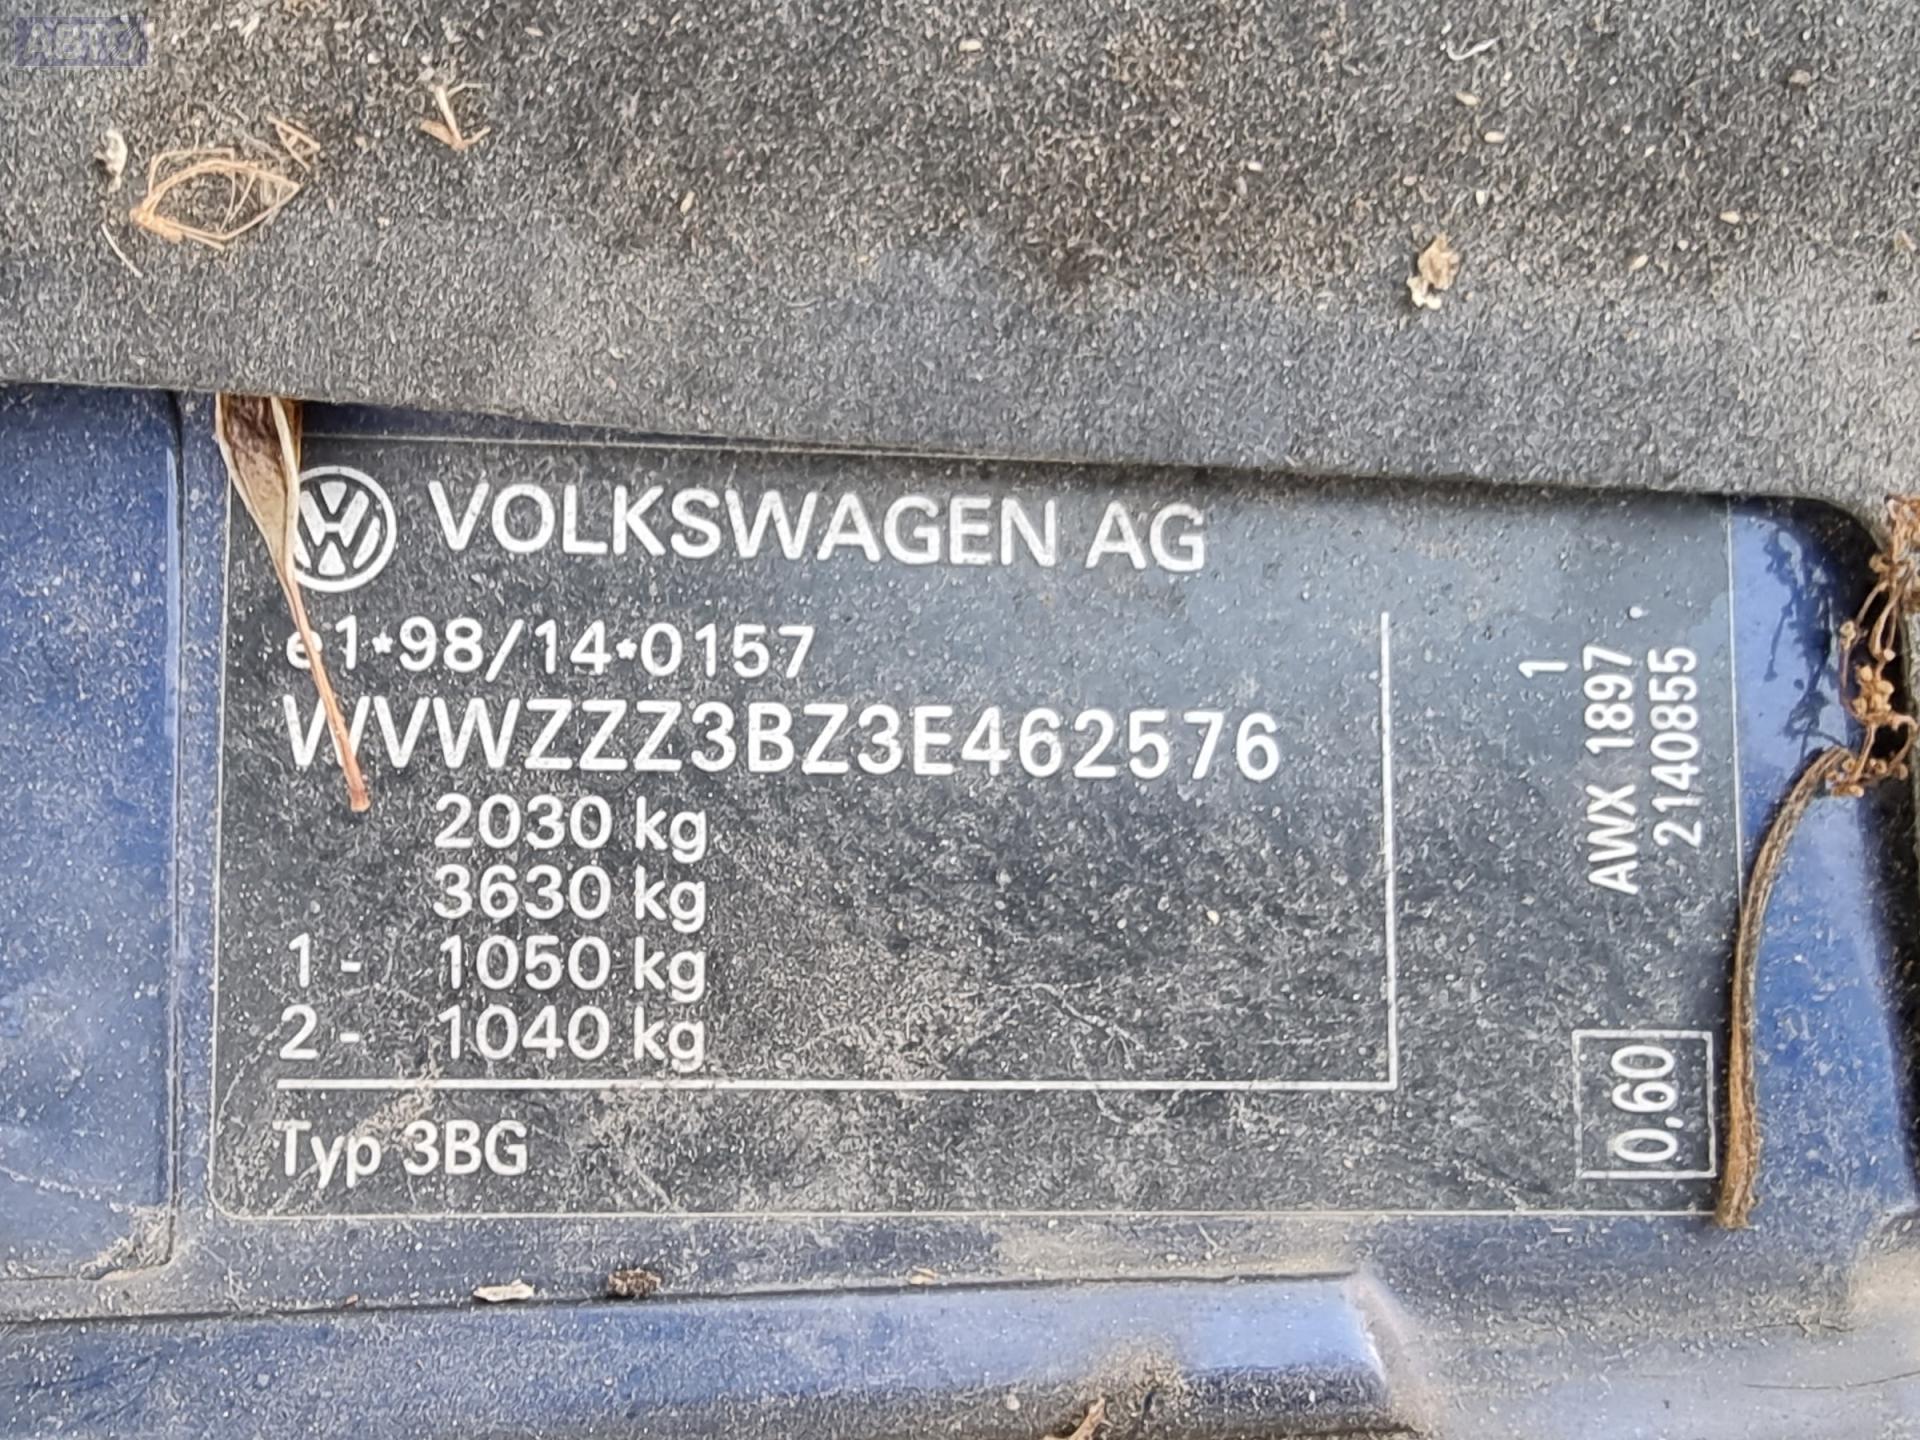 VOLKSWAGEN AG
e1*98/14*0157
WVWZZZ3BZ3E462576
2030 kg
3630 kg
1 - 1050 kg
2 - 1040 kg
Typ 3BG
1
AWX 1897
2140855
0,60